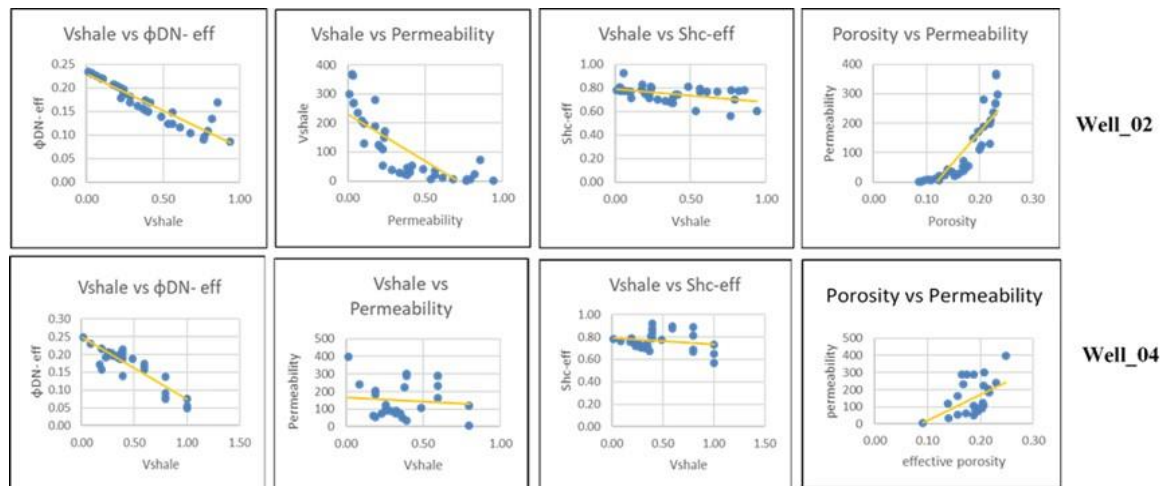 Vshale vs ϕDN- eff
ϕDN- eff
0.25
0.20
0.15
0.10
0.05
0.00
0.00 0.50 1.00
Vshale
Vshale vs Permeability
Vshale
400
300
200
100
0
0.00 0.50 1.00
Permeability
Vshale vs Shc-eff
Shc-eff
1.00
0.80
0.60
0.40
0.20
0.00
0.00 0.50 1.00
Vshale
Porosity vs Permeability
Permeability
400
300
200
100
0
0.00 0.10 0.20 0.30
Porosity
Well_02
Vshale vs ϕDN- eff
ϕDN- eff
0.30
0.25
0.20
0.15
0.10
0.05
0.00
0.00 0.50 1.00 1.50
Vshale
Vshale vs
Permeability
Permeability
500
400
300
200
100
0
0.00 0.50 1.00
Vshale
Vshale vs Shc-eff
Shc-eff
1.00
0.80
0.60
0.40
0.20
0.00
0.00 0.50 1.00 1.50
Vshale
Porosity vs Permeability
permeability
500
400
300
200
100
0
0.00 0.10 0.20 0.30
effective porosity
Well_04